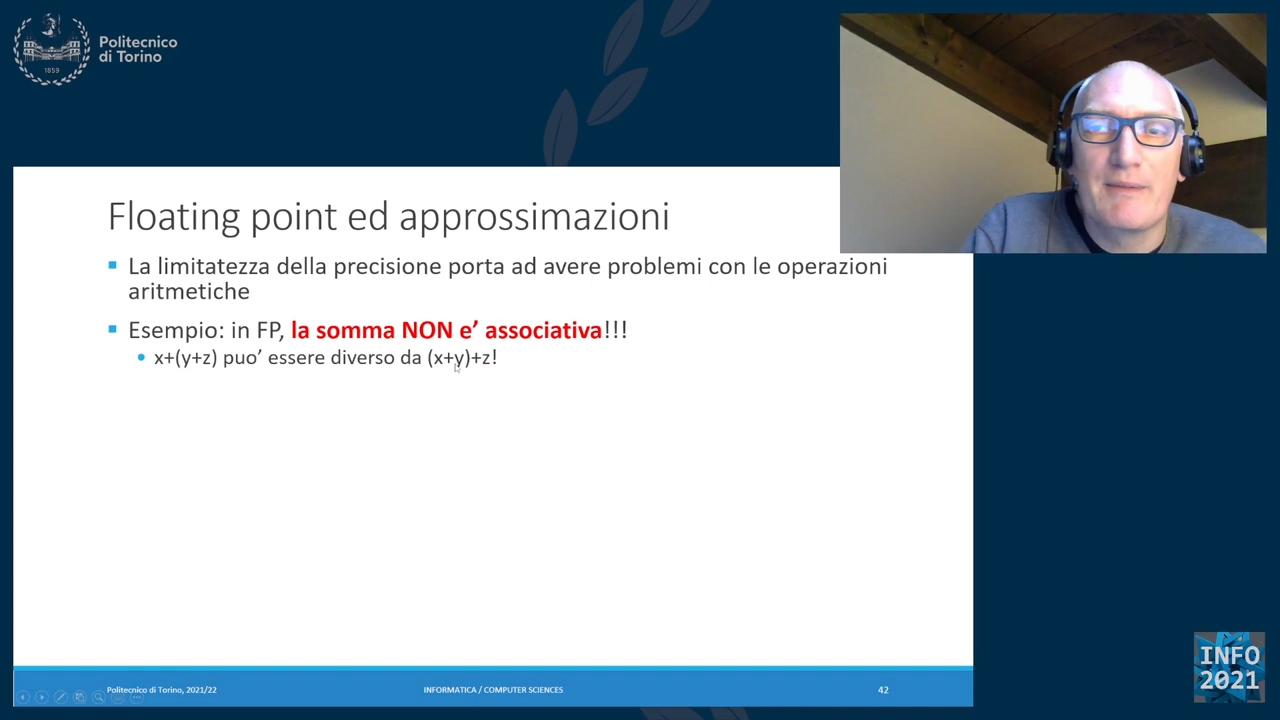 Politecnico
di Torino
1859
Floating point ed approssimazioni
La limitatezza della precisione porta ad avere problemi con le operazioni
aritmetiche
Esempio: in FP, la somma NON e’ associativa!!!
x+(y+z) puo’ essere diverso da (x+y)+z!
Politecnico di Torino, 2021/22
INFORMATICA / COMPUTER SCIENCES
42
INFO
2021